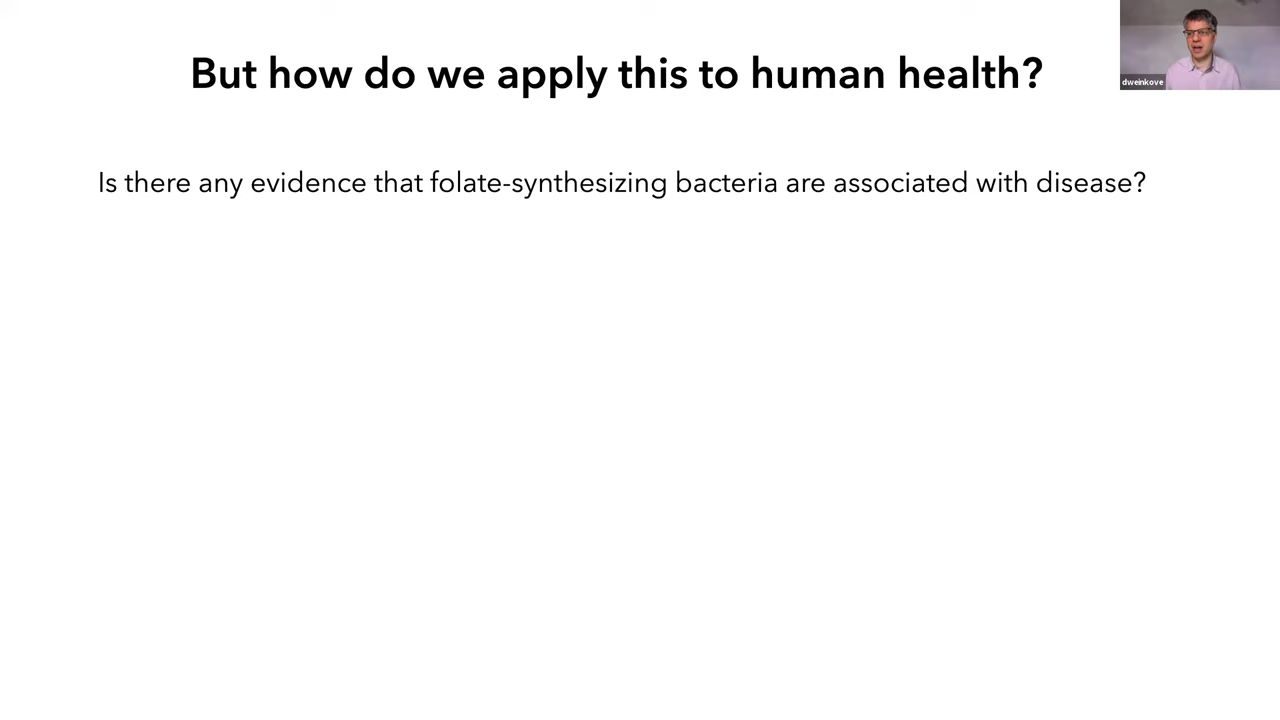 But how do we apply this to human health?
dweinkove
Is there any evidence that folate-synthesizing bacteria are associated with disease?